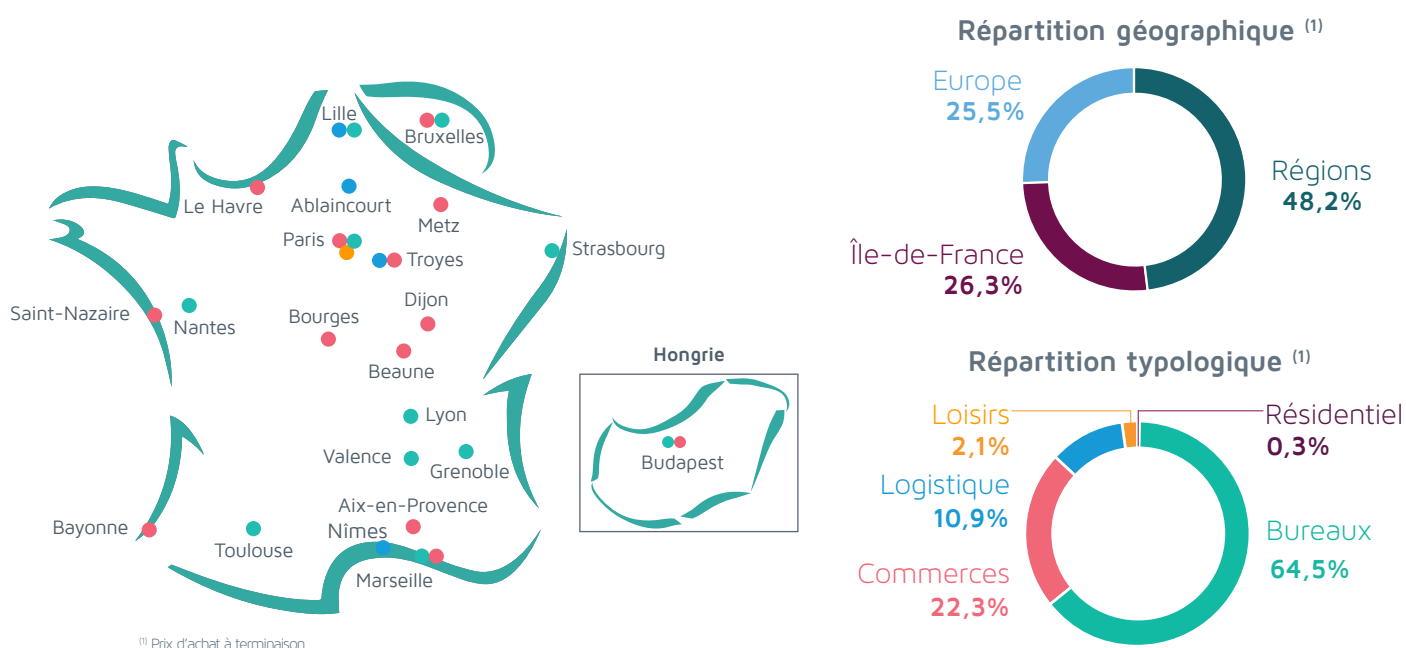 Lille
Bruxelles
Le Havre
Ablaincourt
Metz
Paris
Troyes
Strasbourg
Saint-Nazaire
Nantes
Bourges
Dijon
Beaune
Lyon
Valence
Grenoble
Aix-en-Provence
Nîmes
Bayonne
Toulouse
Marseille
Hongrie
Budapest
(1) Prix d'achat à terminaison
Répartition géographique (1)
Europe
25,5%
Régions
48,2%
Île-de-France
26,3%
Répartition typologique (1)
Loisirs
2,1%
Résidentiel
0,3%
Logistique
10,9%
Bureaux
64,5%
Commerces
22,3%